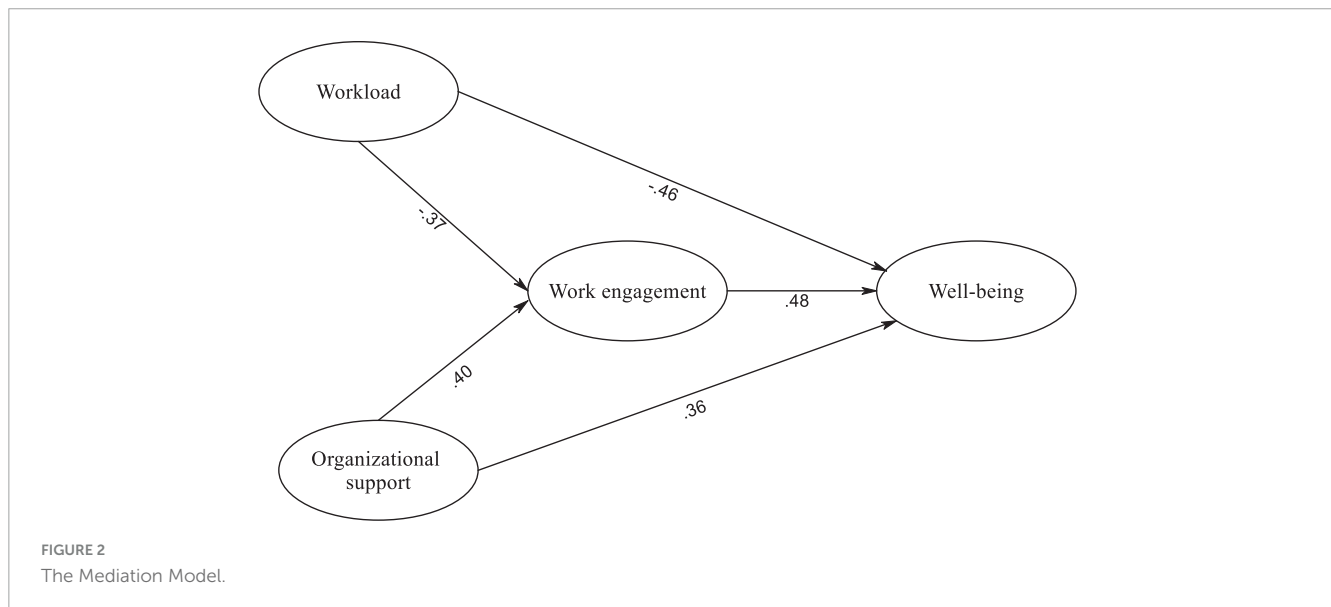 Workload
-.46
-.37
Work engagement
.48
Well-being
.40
.36
Organizational
support
FIGURE 2
The Mediation Model.